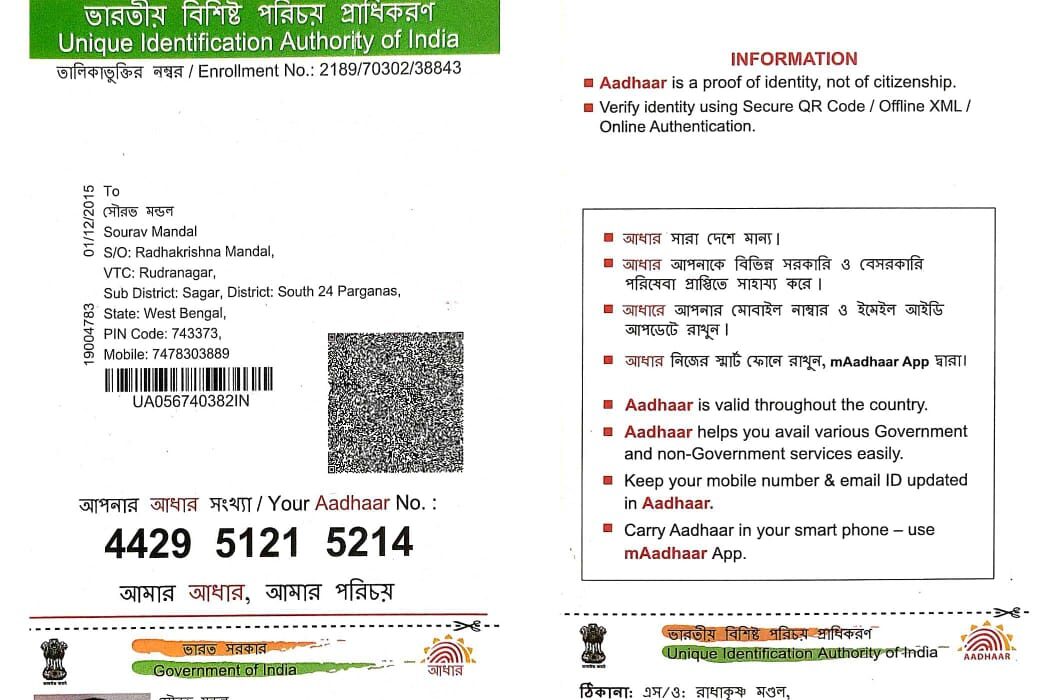 ভারতীয় বিশিষ্ট পরিচয় প্রাধিকরণ
Unique Identification Authority of India
তালিকাভুক্তির নম্বর / Enrollment No.: 2189/70302/38843
01/12/2015
19004783
To
সৌরভ মন্ডল
Sourav Mandal
S/O: Radhakrishna Mandal,
VTC: Rudranagar,
Sub District: Sagar, District: South 24 Parganas,
State: West Bengal,
PIN Code: 743373,
Mobile: 7478303889
UA056740382IN
আপনার আধার সংখ্যা / Your Aadhaar No. :
4429 5121 5214
আমার আধার, আমার পরিচয়
ভারত সরকার
Government of India
আধার
INFORMATION
Aadhaar is a proof of identity, not of citizenship.
Verify identity using Secure QR Code / Offline XML /
Online Authentication.
আধার সারা দেশে মান্য।
আধার আপনাকে বিভিন্ন সরকারি ও বেসরকারি
পরিষেবা প্রাপ্তিতে সাহায্য করে।
আধারে আপনার মোবাইল নাম্বার ও ইমেইল আইডি
আপডেটে রাখুন।
আধার নিজের স্মার্ট ফোনে রাখুন, mAadhaar App দ্বারা।
Aadhaar is valid throughout the country.
Aadhaar helps you avail various Government
and non-Government services easily.
Keep your mobile number & email ID updated
in Aadhaar.
Carry Aadhaar in your smart phone – use
mAadhaar App.
ভারতীয় বিশিষ্ট পরিচয় প্রাধিকরণ
Unique Identification Authority of India
AADHAAR
ঠিকানা: এস/ও: রাধাকৃষ্ণ মণ্ডল,